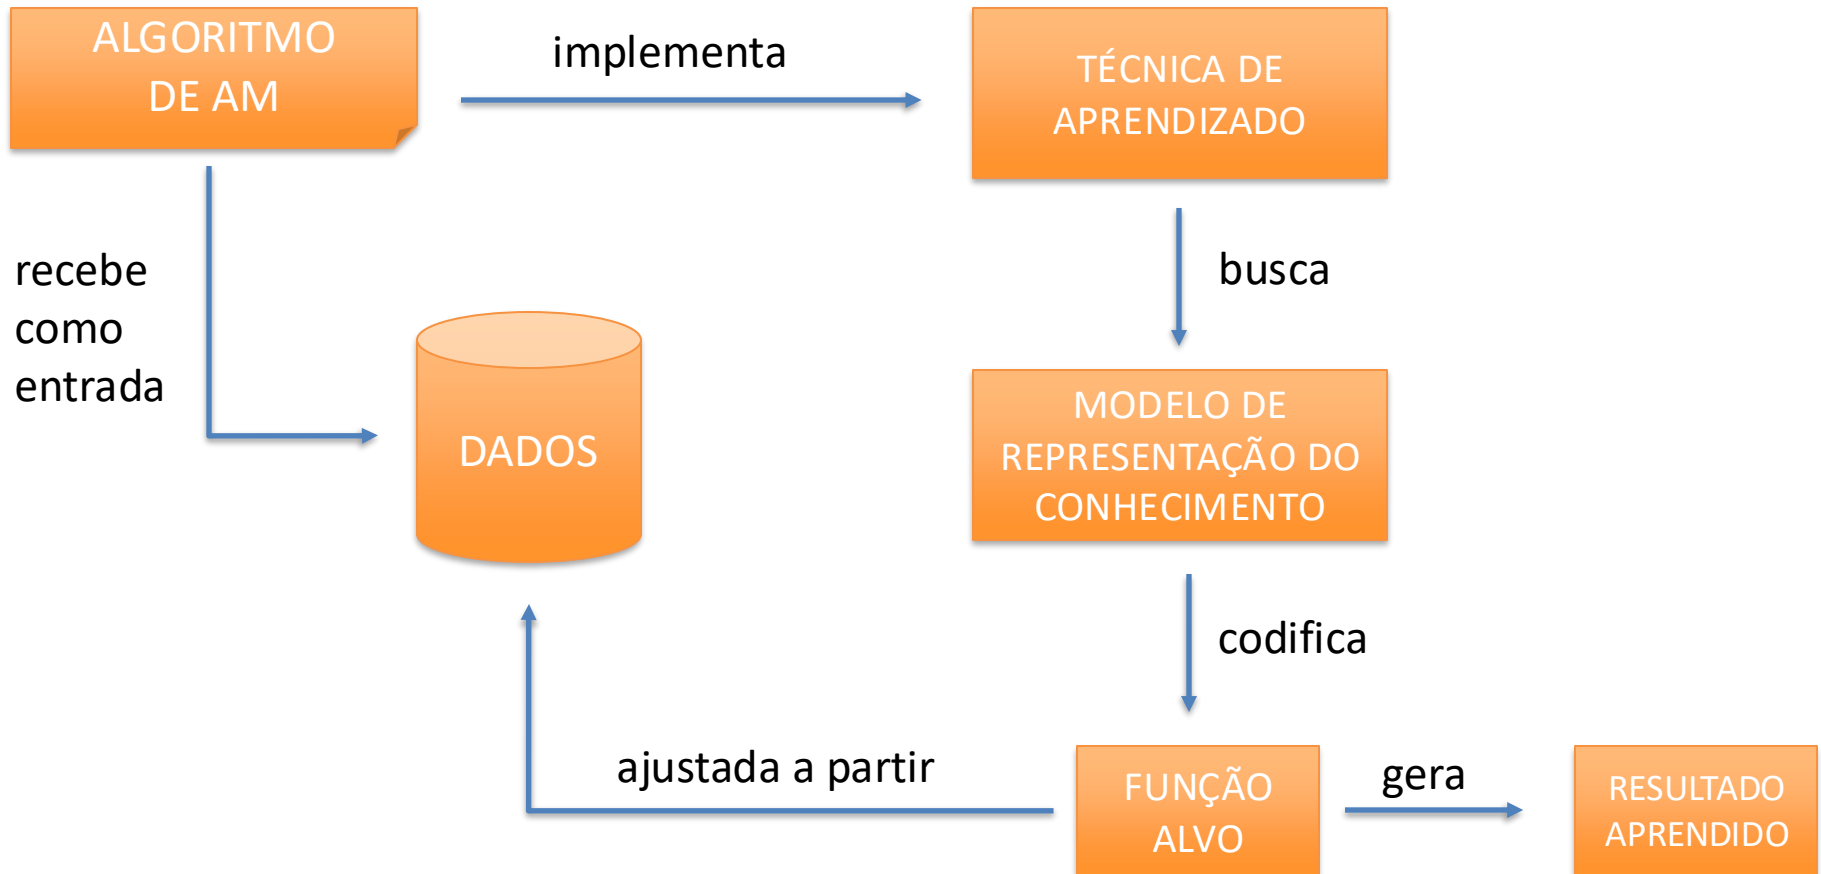 ALGORITMO
DE AM
implementa
TÉCNICA DE
APRENDIZADO
recebe
como
entrada
busca
DADOS
MODELO DE
REPRESENTAÇÃO DO
CONHECIMENTO
codifica
ajustada a partir
FUNÇÃO
ALVO
gera
RESULTADO
APRENDIDO